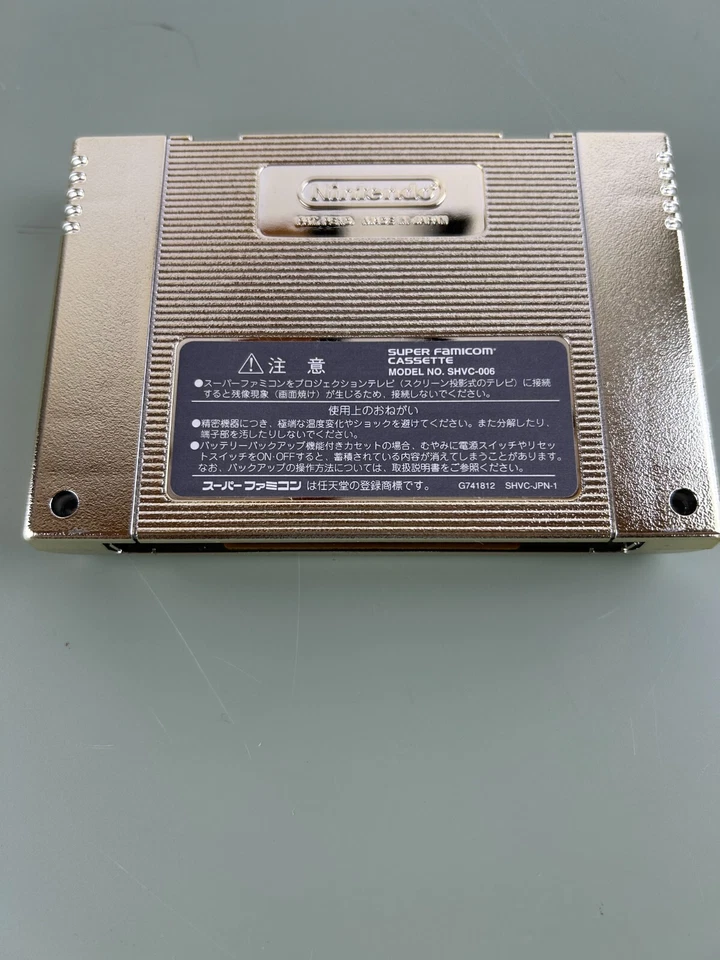 Nintendo
MADE IN JAPAN
⚠注 意
SUPER FAMICOM
CASSETTE
MODEL NO. SHVC-006
●スーパーファミコンをプロジェクションテレビ（スクリーン投影式のテレビ）に接続
すると残像現象（画面焼け）が生じるため、接続しないでください。
使用上のおねがい
●精密機器につき、極端な温度変化やショックを避けてください。また分解したり、
端子部を汚したりしないでください。
●バッテリーバックアップ機能付きカセットの場合、むやみに電源スイッチやリセッ
トスイッチをON・OFFすると、蓄積されている内容が消えてしまうことがあります。
なお、バックアップの操作方法については、取扱説明書をご参照ください。
スーパーファミコン は任天堂の登録商標です。 G741812 SHVC-JPN-1